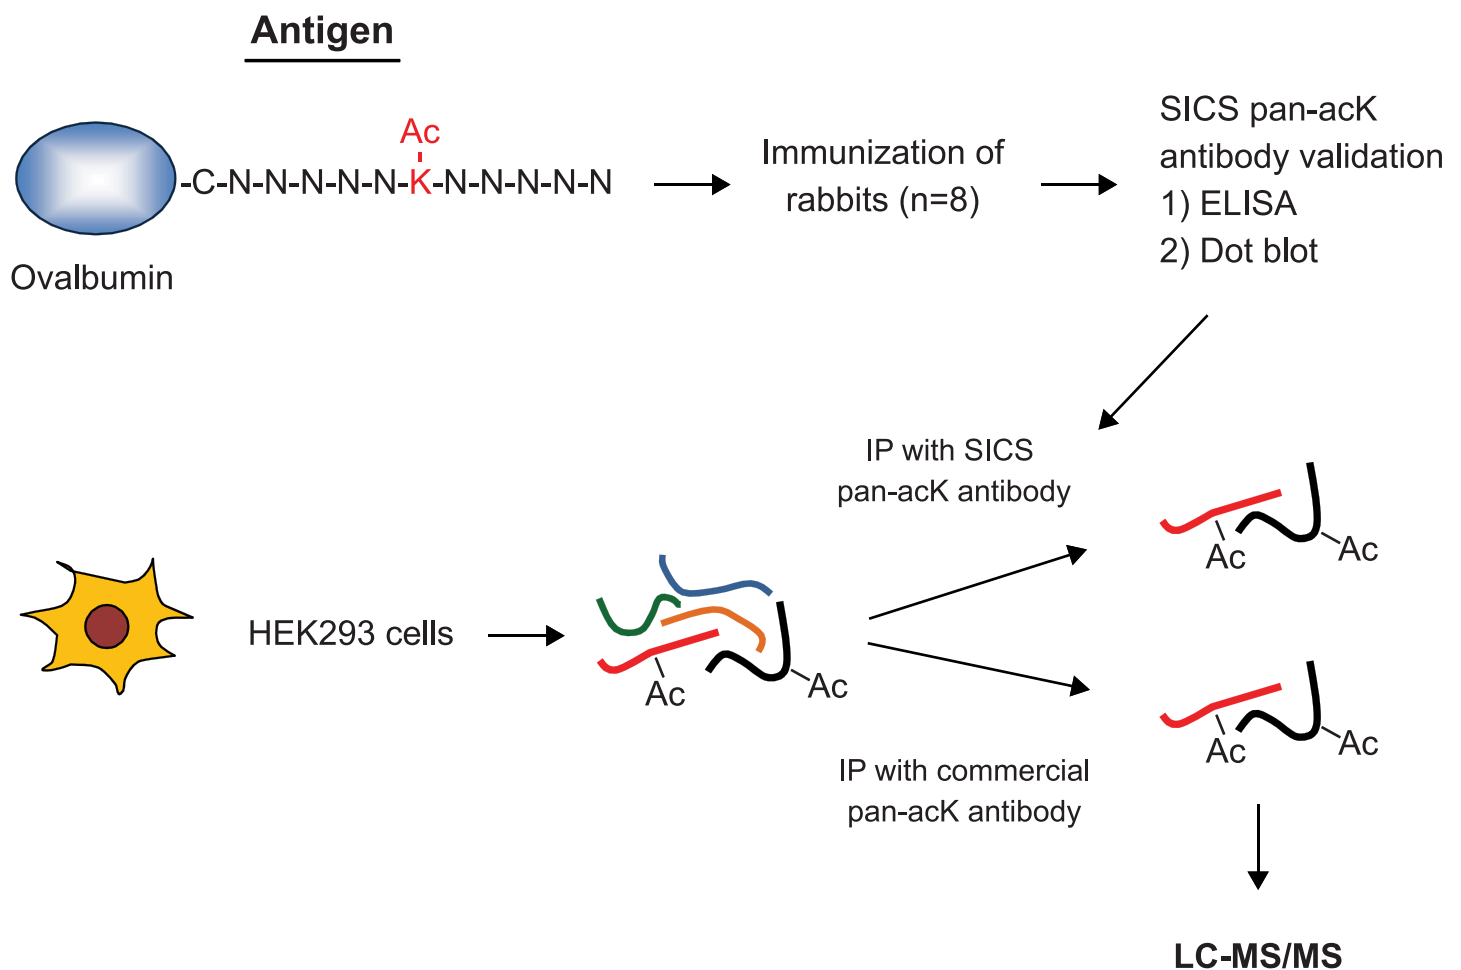 Antigen
Ac
-C-N-N-N-N-N-K-N-N-N-N-N
Ovalbumin
Immunization of
rabbits (n=8)
SICS pan-acK
antibody validation
1) ELISA
2) Dot blot
IP with SICS
pan-acK antibody
Ac
Ac
HEK293 cells
Ac
Ac
IP with commercial
pan-acK antibody
Ac
Ac
LC-MS/MS